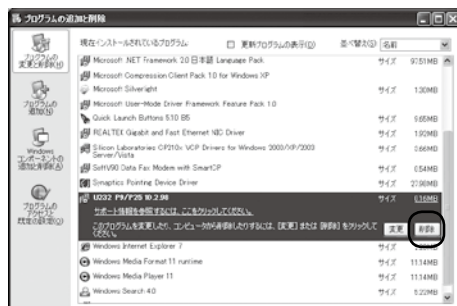 プログラムの追加と削除
現在インストールされているプログラム:
更新プログラムの表示(D)
並べ替え(S):
名前
プログラムの
変更と削除(H)
プログラムの
追加(N)
Windows
コンポーネントの
追加と削除(A)
プログラムの
アクセスと
既定の設定(O)
Microsoft .NET Framework 2.0 日本語 Language Pack
サイズ 97.51MB
Microsoft Compression Client Pack 1.0 for Windows XP
Microsoft Silverlight
サイズ 1.30MB
Microsoft User-Mode Driver Framework Feature Pack 1.0
Quick Launch Buttons 5.10 B5
サイズ 9.65MB
REALTEK Gigabit and Fast Ethernet NIC Driver
サイズ 1.92MB
Silicon Laboratories CP210x VCP Drivers for Windows 2000/XP/2003 Server/Vista
サイズ 3.66MB
SoftV90 Data Fax Modem with SmartCP
サイズ 0.54MB
Synaptics Pointing Device Driver
サイズ 27.98MB
U232 P9/P25 10.2.98
サイズ 0.16MB
サポート情報を参照するには、ここをクリックしてください。
このプログラムを変更したり、コンピュータから削除したりするには、[変更] または [削除] をクリックしてください。
変更
削除
Windows Internet Explorer 7
サイズ
Windows Media Format 11 runtime
サイズ 11.14MB
Windows Media Player 11
サイズ 11.14MB
Windows Search 4.0
サイズ